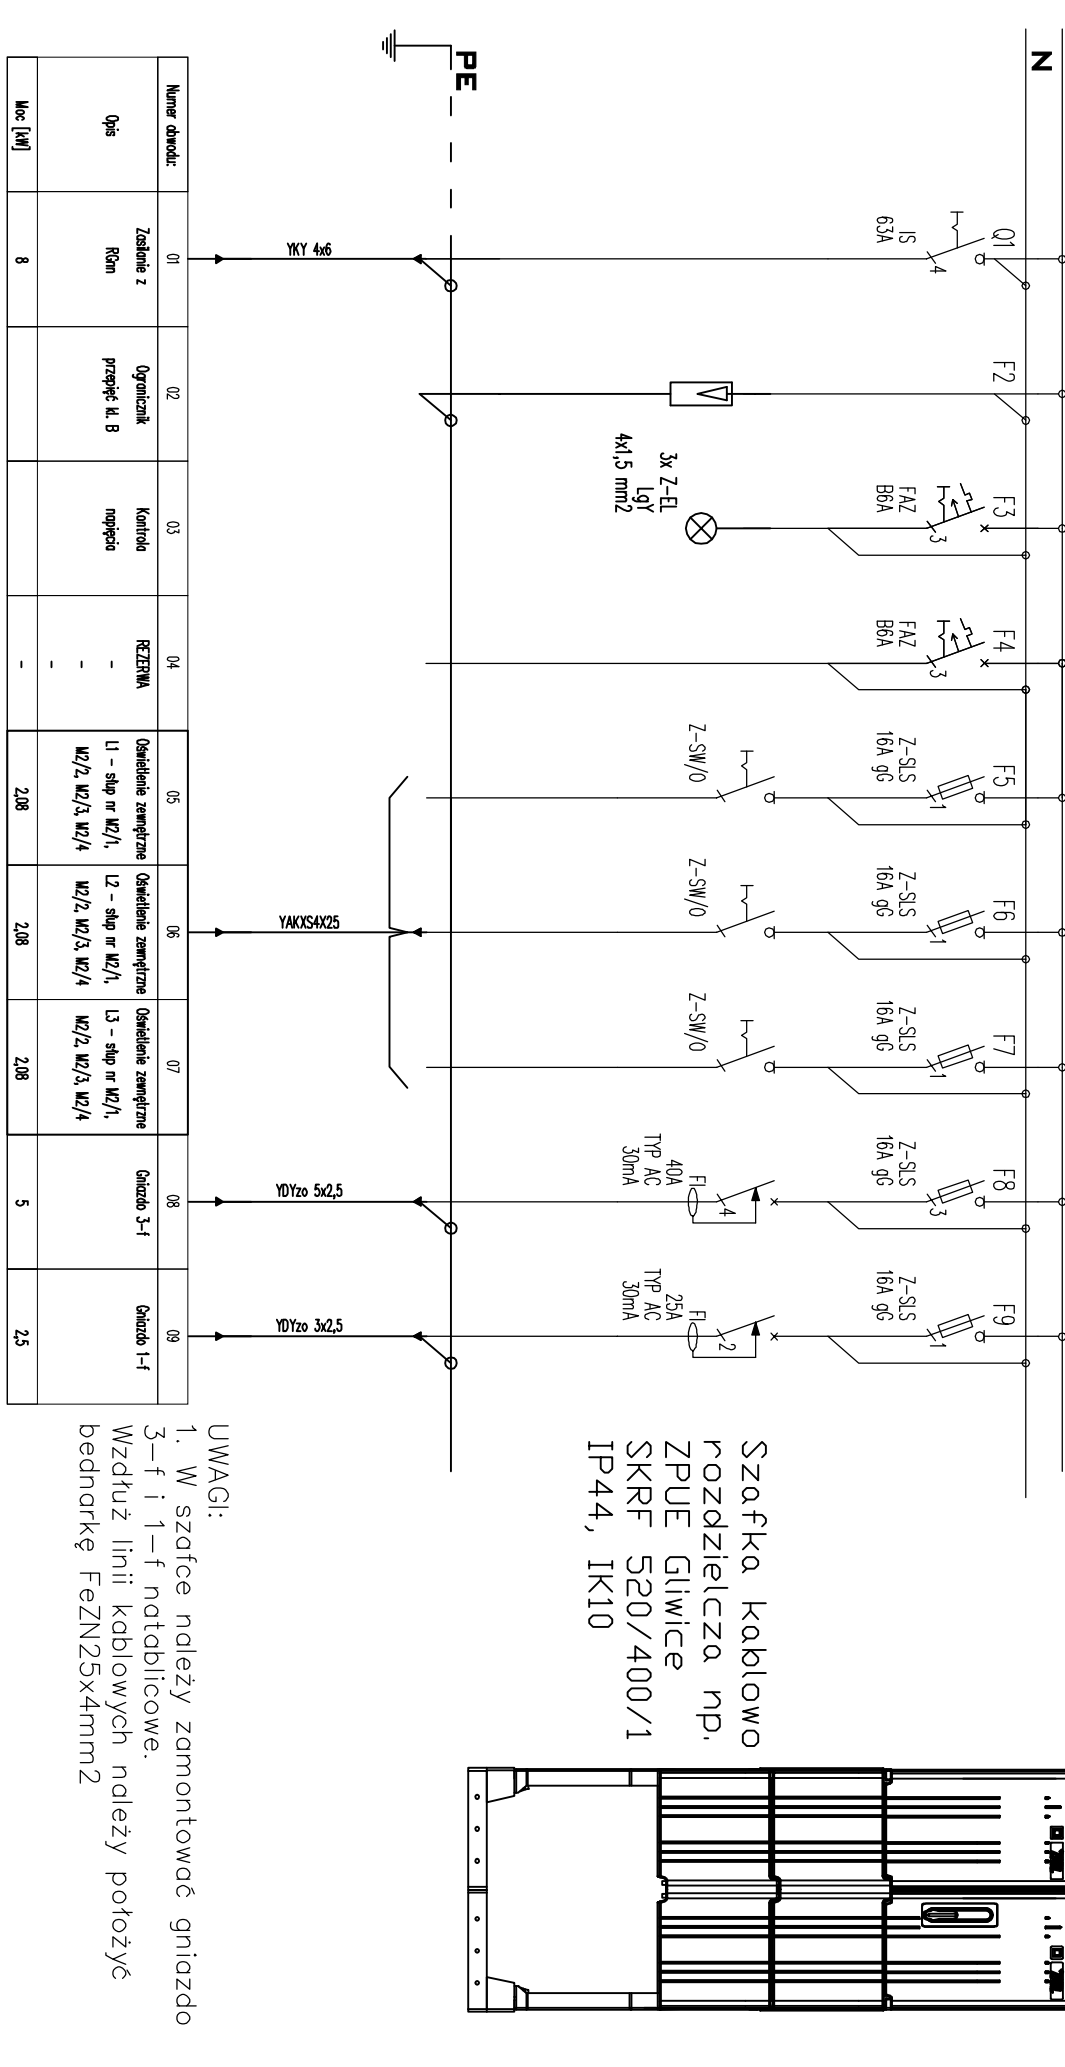 N
PE
Q1
IS
63A
4
F2
F3
FAZ
B6A
3
3x Z-EL
LgY
4x1,5 mm2
F4
FAZ
B6A
3
F5
Z-SLS
16A gG
1
Z-SW/O
F6
Z-SLS
16A gG
1
Z-SW/O
F7
Z-SLS
16A gG
1
Z-SW/O
F8
Z-SLS
16A gG
3
FI
40A
TYP AC
30mA
4
F9
Z-SLS
16A gG
1
FI
25A
TYP AC
30mA
2
YKY 4x6
YAKXS4X25
YDYżo 5x2,5
YDYżo 3x2,5
Numer obwodu: 01 02 03 04 05 06 07 08 09
Opis
Zasilanie z
RGnn
Ogranicznik
przepięć kl. B
Kontrola
napięcia
REZERWA
-
-
-
Oświetlenie zewnętrzne
L1 - słup nr M2/1,
M2/2, M2/3, M2/4
Oświetlenie zewnętrzne
L2 - słup nr M2/1,
M2/2, M2/3, M2/4
Oświetlenie zewnętrzne
L3 - słup nr M2/1,
M2/2, M2/3, M2/4
Gniazdo 3-f
Gniazdo 1-f
Moc [kW] 8 - 2,08 2,08 2,08 5 2,5
Szafka kablowo
rozdzielcza np.
ZPUE Gliwice
SKRF 520/400/1
IP44, IK10
UWAGI:
1. W szafce należy zamontować gniazdo
3-f i 1-f natablicowe.
Wzdłuż linii kablowych należy położyć
bednarkę FeZN25x4mm2